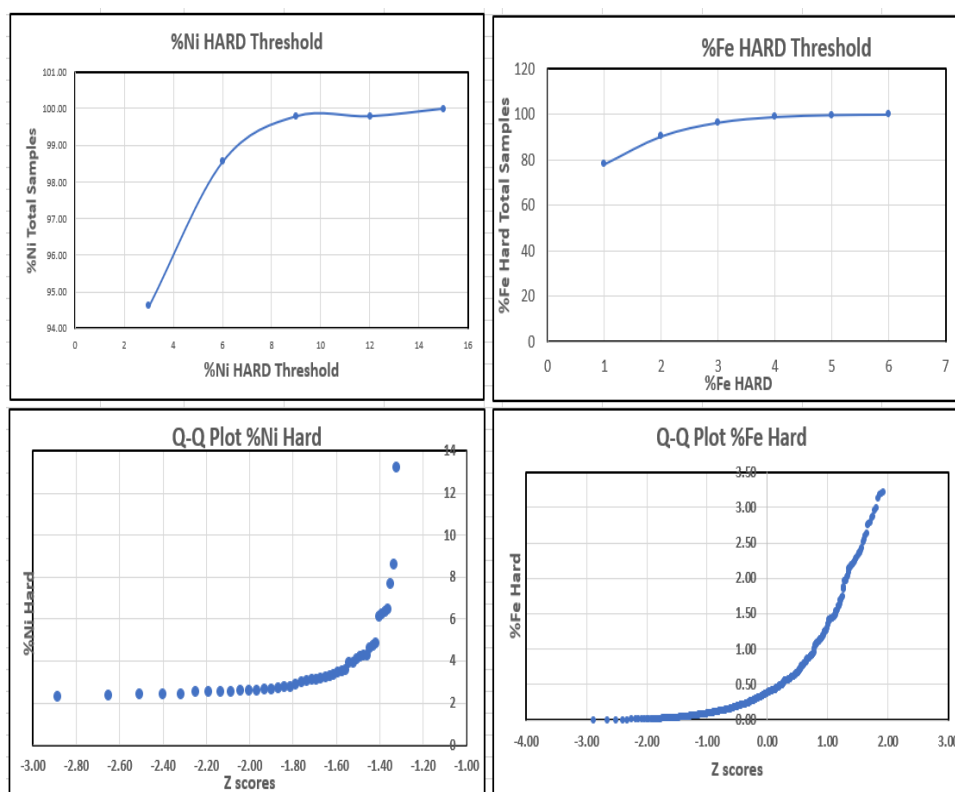 %Ni HARD Threshold
101.00
100.00
99.00
98.00
97.00
96.00
95.00
94.00
%Ni Total Samples
0 2 4 6 8 10 12 14 16
%Ni HARD Threshold
%Fe HARD Threshold
120
100
80
60
40
20
0
%Fe Hard Total Samples
0 1 2 3 4 5 6 7
%Fe HARD
Q-Q Plot %Ni Hard
14
12
10
8
6
4
2
0
%Ni Hard
-3.00 -2.80 -2.60 -2.40 -2.20 -2.00 -1.80 -1.60 -1.40 -1.20 -1.00
Z scores
Q-Q Plot %Fe Hard
3.50
3.00
2.50
2.00
1.50
1.00
0.50
0.00
%Fe Hard
-4.00 -3.00 -2.00 -1.00 0.00 1.00 2.00 3.00
Z scores